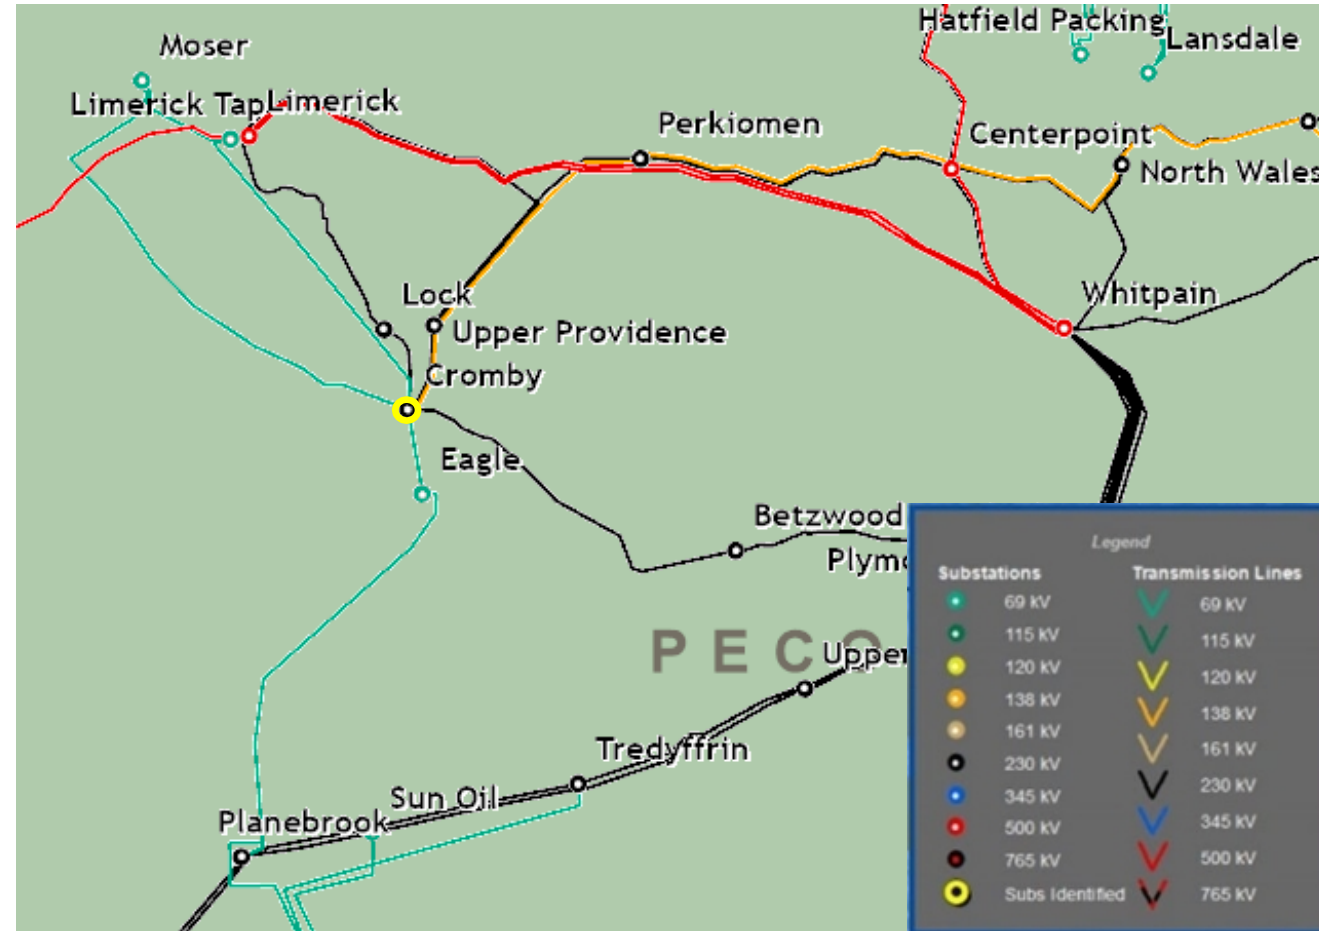 Hatfield Packing
Moser
Lansdale
Limerick Tap
Limerick
Perkiomen
Centerpoint
North Wales
Lock
Whitpain
Upper Providence
Cromby
Eagle
Betzwood
Plymo
PECO
Upper
Tredyffrin
Sun Oil
Planebrook
Legend
Substations Transmission Lines
69 kV 69 kV
115 kV 115 kV
120 kV 120 kV
138 kV 138 kV
161 kV 161 kV
230 kV 230 kV
345 kV 345 kV
500 kV 500 kV
765 kV 765 kV
Subs Identified